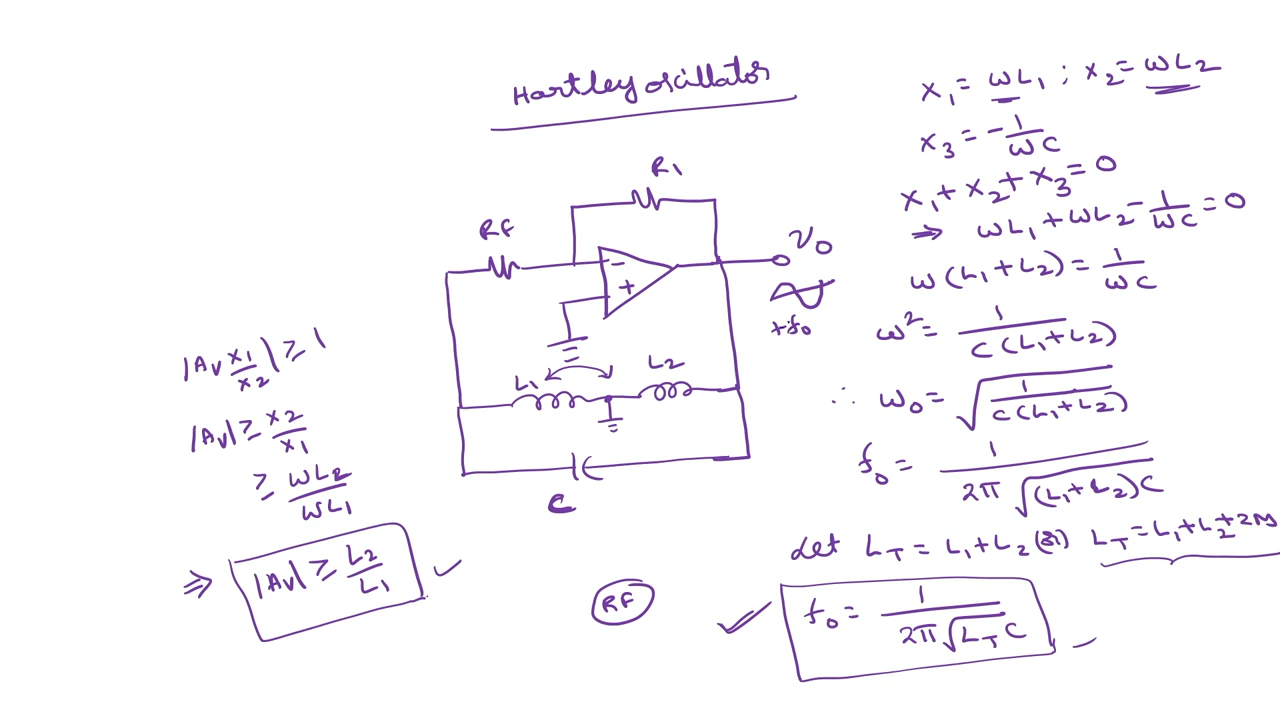 Hartley oscillator
R1
RF
−
+
V0
+f0
L1
L2
C
|Av X1/X2| ≥ 1
|Av| ≥ X2/X1
≥ WL2/WL1
⇒ |Av| ≥ L2/L1 ✓
RF
X1 = ωL1 ; X2 = ωL2
X3 = -1/ωC
X1 + X2 + X3 = 0
⇒ ωL1 + ωL2 - 1/ωC = 0
ω(L1+L2) = 1/ωC
ω² = 1/C(L1+L2)
∴ ω0 = √(1/C(L1+L2))
f0 = 1/2π√(L1+L2)C
Let LT = L1+L2 (or) LT = L1+L2+2M
✓ f0 = 1/2π√LT C